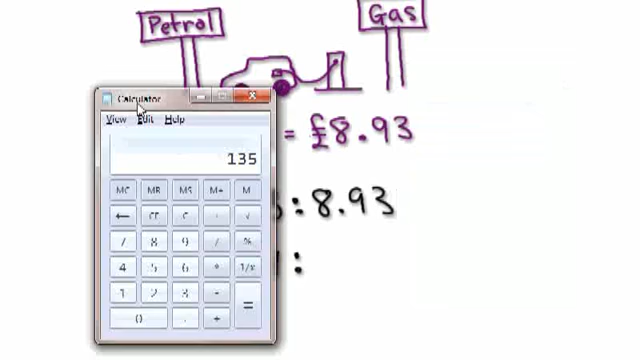 Petrol
Gas
Calculator
View Edit Help
= £8.93
135
: 8.93
MC MR MS M+ M
← CE C √
7 8 9 / %
4 5 6 * 1/x
:
1 2 3 - =
0 . +